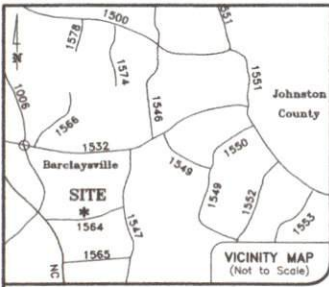 1500
1551
1578
1574
1551
N
1006
1546
Johnston
County
1566
1532
1550
Barclaysville
1549
SITE
1549
1552
1564
1547
1553
1565
NC
VICINITY MAP
(Not to Scale)